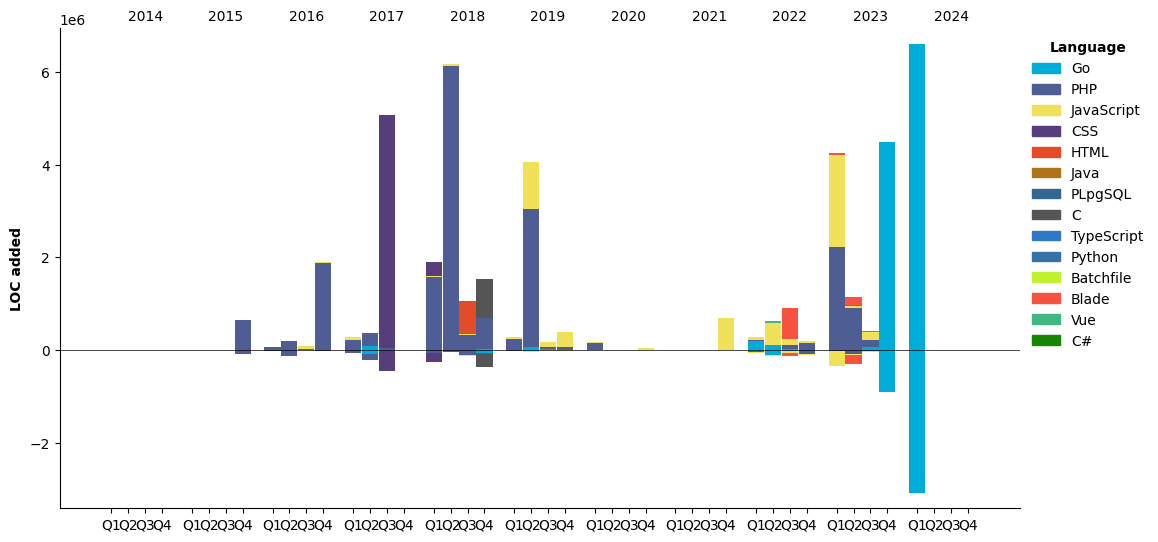 2014 2015 2016 2017 2018 2019 2020 2021 2022 2023 2024
1e6
Language
Go
PHP
JavaScript
CSS
HTML
Java
PLpgSQL
C
TypeScript
Python
Batchfile
Blade
Vue
C#
LOC added
6
4
2
0
−2
Q1Q2Q3Q4 Q1Q2Q3Q4 Q1Q2Q3Q4 Q1Q2Q3Q4 Q1Q2Q3Q4 Q1Q2Q3Q4 Q1Q2Q3Q4 Q1Q2Q3Q4 Q1Q2Q3Q4 Q1Q2Q3Q4 Q1Q2Q3Q4